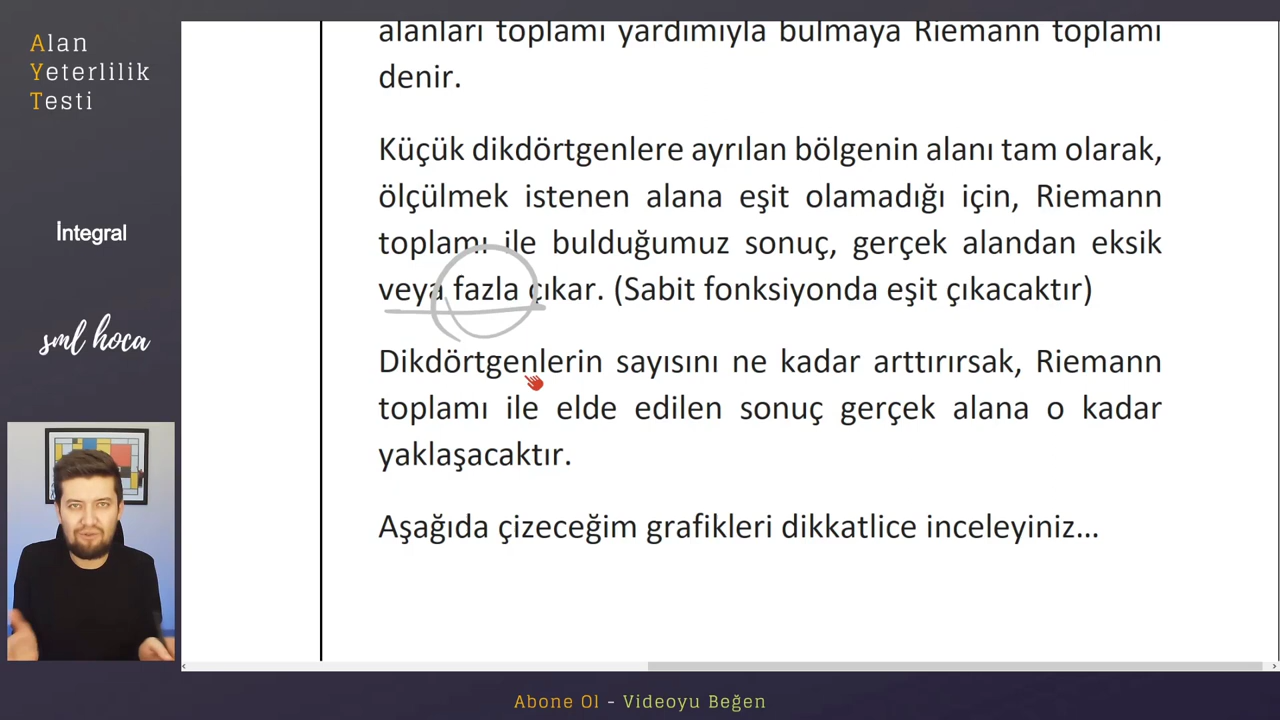 Alan
Yeterlilik
Testi
İntegral
sml hoca
alanları toplamı yardımıyla bulmaya Riemann toplamı
denir.
Küçük dikdörtgenlere ayrılan bölgenin alanı tam olarak,
ölçülmek istenen alana eşit olamadığı için, Riemann
toplamı ile bulduğumuz sonuç, gerçek alandan eksik
veya fazla çıkar. (Sabit fonksiyonda eşit çıkacaktır)
Dikdörtgenlerin sayısını ne kadar arttırırsak, Riemann
toplamı ile elde edilen sonuç gerçek alana o kadar
yaklaşacaktır.
Aşağıda çizeceğim grafikleri dikkatlice inceleyiniz...
Abone Ol - Videoyu Beğen